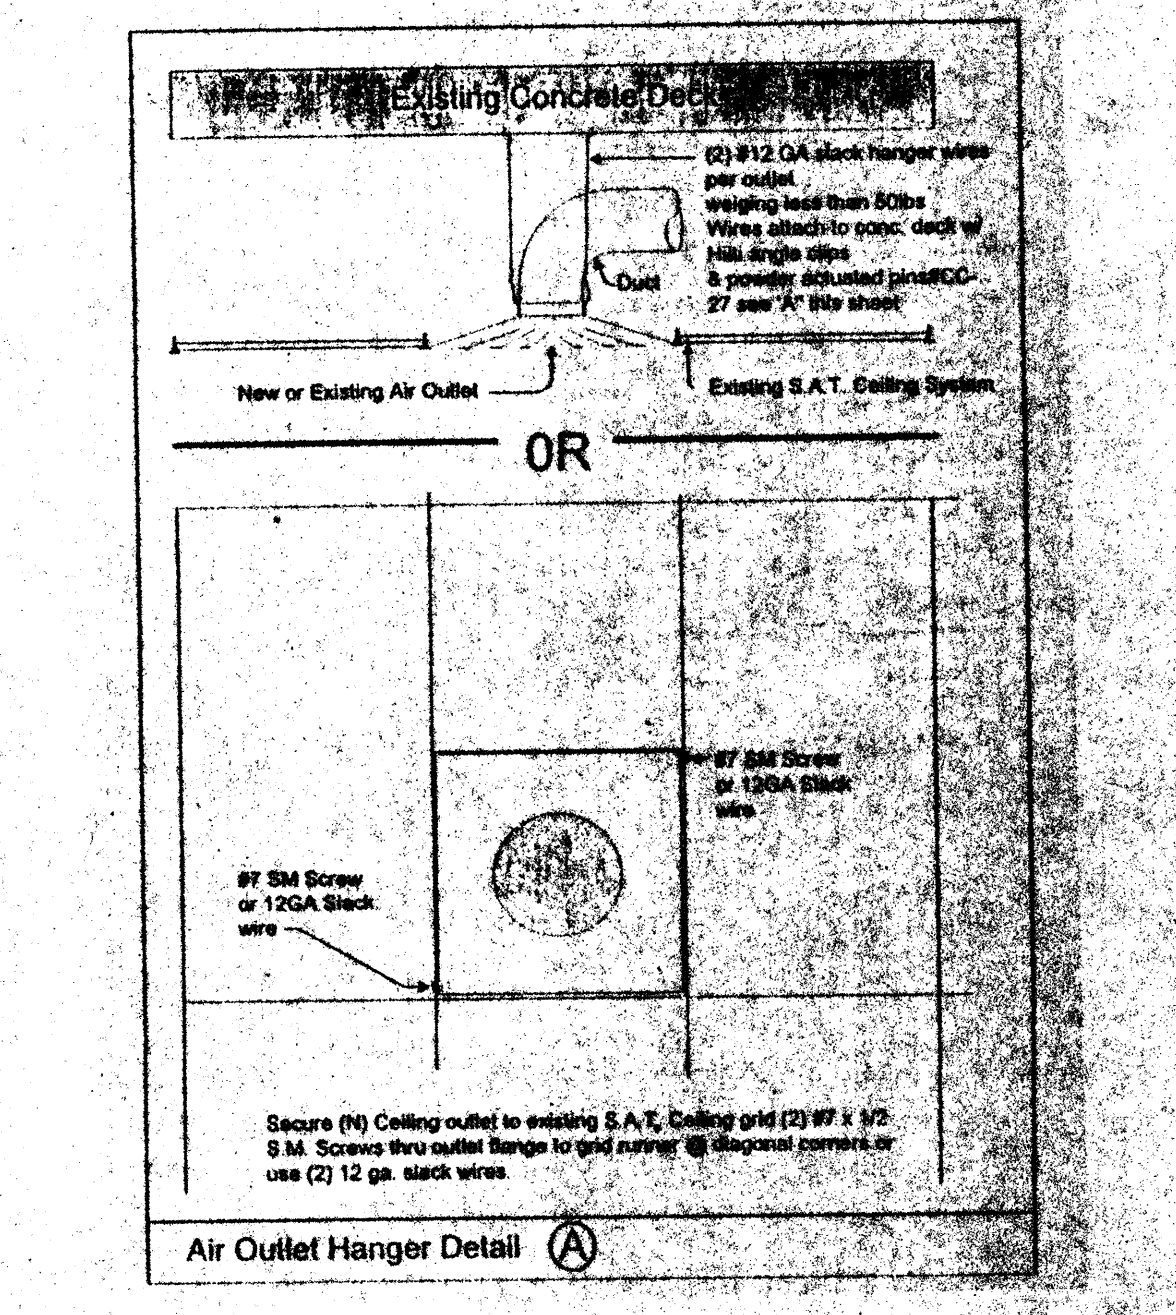 Existing Concrete Deck
(2) #12 GA slack hanger wires
per outlet
weiging less than 50lbs
Wires attach to conc. deck w/
Hilti angle clips
& powder actuated pins#CC-
27 see "A" this sheet
Duct
New or Existing Air Outlet
Existing S.A.T. Ceiling System
OR
#7 SM Screw
or 12GA Slack
wire
#7 SM Screw
or 12GA Slack
wire
Secure (N) Ceiling outlet to existing S.A.T. Ceiling grid (2) #7 x 1/2
S.M. Screws thru outlet flange to grid runner @ diagonal corners or
use (2) 12 ga. slack wires.
Air Outlet Hanger Detail A